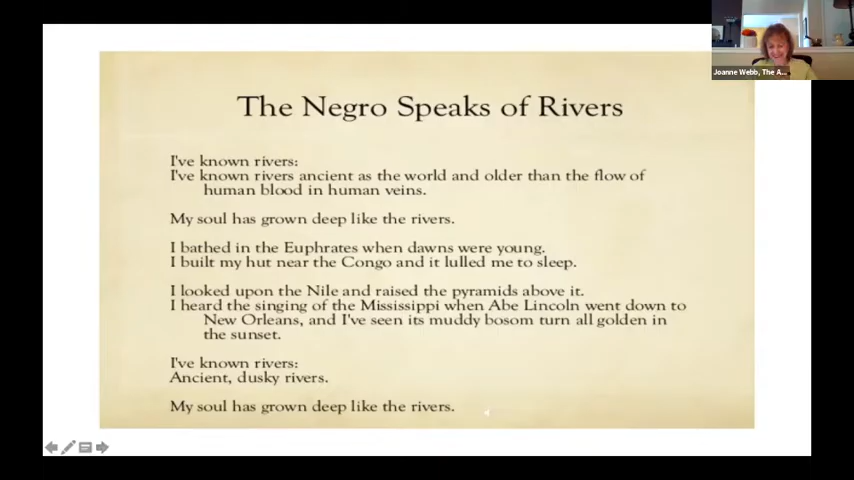 The Negro Speaks of Rivers
I've known rivers:
I've known rivers ancient as the world and older than the flow of
human blood in human veins.
My soul has grown deep like the rivers.
I bathed in the Euphrates when dawns were young.
I built my hut near the Congo and it lulled me to sleep.
I looked upon the Nile and raised the pyramids above it.
I heard the singing of the Mississippi when Abe Lincoln went down to
New Orleans, and I've seen its muddy bosom turn all golden in
the sunset.
I've known rivers:
Ancient, dusky rivers.
My soul has grown deep like the rivers.
Joanne Webb, The A...